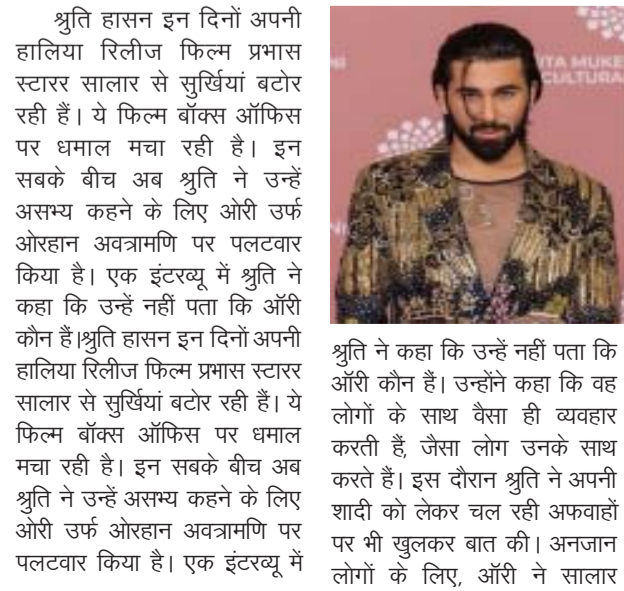 श्रुति हासन इन दिनों अपनी
हालिया रिलीज फिल्म प्रभास
स्टारर सालार से सुर्खियां बटोर
रही हैं। ये फिल्म बॉक्स ऑफिस
पर धमाल मचा रही है। इन
सबके बीच अब श्रुति ने उन्हें
असभ्य कहने के लिए ओरी उर्फ
ओरहान अवत्रामणि पर पलटवार
किया है। एक इंटरव्यू में श्रुति ने
कहा कि उन्हें नहीं पता कि ऑरी
कौन हैं।श्रुति हासन इन दिनों अपनी
हालिया रिलीज फिल्म प्रभास स्टारर
सालार से सुर्खियां बटोर रही हैं। ये
फिल्म बॉक्स ऑफिस पर धमाल
मचा रही है। इन सबके बीच अब
श्रुति ने उन्हें असभ्य कहने के लिए
ओरी उर्फ ओरहान अवत्रामणि पर
पलटवार किया है। एक इंटरव्यू में
UTA MUKE
CULTURA
श्रुति ने कहा कि उन्हें नहीं पता कि
ऑरी कौन हैं। उन्होंने कहा कि वह
लोगों के साथ वैसा ही व्यवहार
करती हैं, जैसा लोग उनके साथ
करते हैं। इस दौरान श्रुति ने अपनी
शादी को लेकर चल रही अफवाहों
पर भी खुलकर बात की। अनजान
लोगों के लिए, ऑरी ने सालार